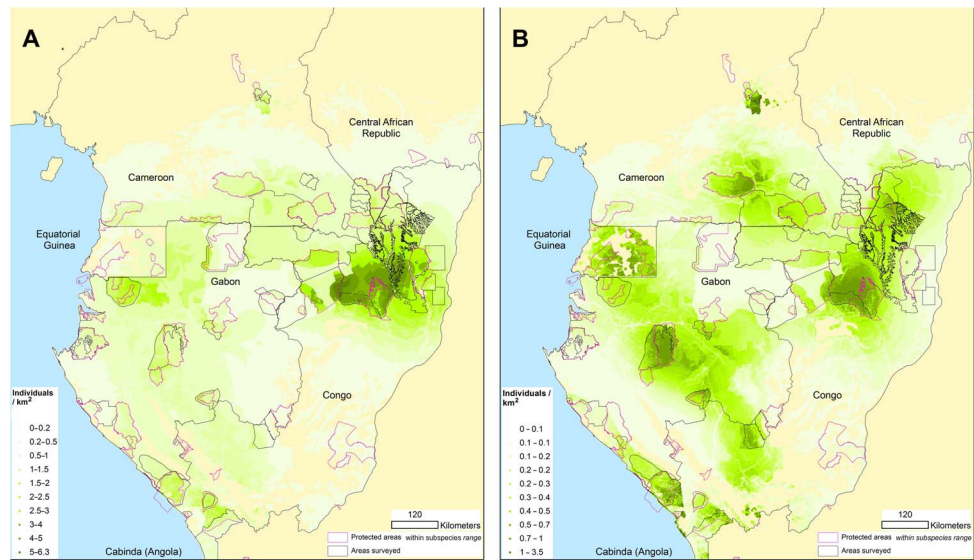 A
Central African
Republic
Cameroon
Equatorial
Guinea
Gabon
Congo
Individuals
/ km²
0–0.2
0.2–0.5
0.5–1
1–1.5
1.5–2
2–2.5
2.5–3
3–4
4–5
5–6.3
120
Kilometers
Protected areas within subspecies range
Areas surveyed
Cabinda (Angola)
B
Central African
Republic
Cameroon
Equatorial
Guinea
Gabon
Congo
Individuals /
km²
0 – 0.1
0.1 – 0.1
0.1 – 0.2
0.2 – 0.2
0.2 – 0.3
0.3 – 0.4
0.4 – 0.5
0.5 – 0.7
0.7 – 1
1 – 3.5
120
Kilometers
Protected areas within subspecies range
Areas surveyed
Cabinda (Angola)